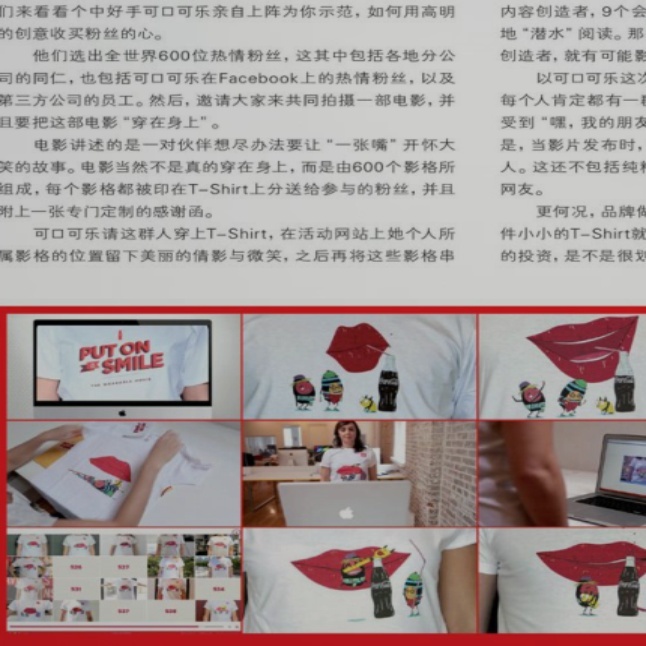 们来看看个中好手可口可乐亲自上阵为你示范，如何用高明
的创意收买粉丝的心。
他们选出全世界600位热情粉丝，这其中包括各地分公
司的同仁，也包括可口可乐在Facebook上的热情粉丝，以及
第三方公司的员工。然后，邀请大家来共同拍摄一部电影，并
且要把这部电影“穿在身上”。
电影讲述的是一对伙伴想尽办法要让“一张嘴”开怀大
笑的故事。电影当然不是真的穿在身上，而是由600个影格所
组成，每个影格都被印在T-Shirt上分送给参与的粉丝，并且
附上一张专门定制的感谢函。
可口可乐请这群人穿上T-Shirt，在活动网站上她个人所
属影格的位置留下美丽的倩影与微笑，之后再将这些影格串
内容创造者，9个会
地“潜水”阅读。那
创造者，就有可能影
以可口可乐这次
每个人肯定都有一群
受到“嘿，我的朋友
是，当影片发布时，
人。这还不包括纯粹
网友。
更何况，品牌做
件小小的T-Shirt就
的投资，是不是很划
PUT ON
A SMILE